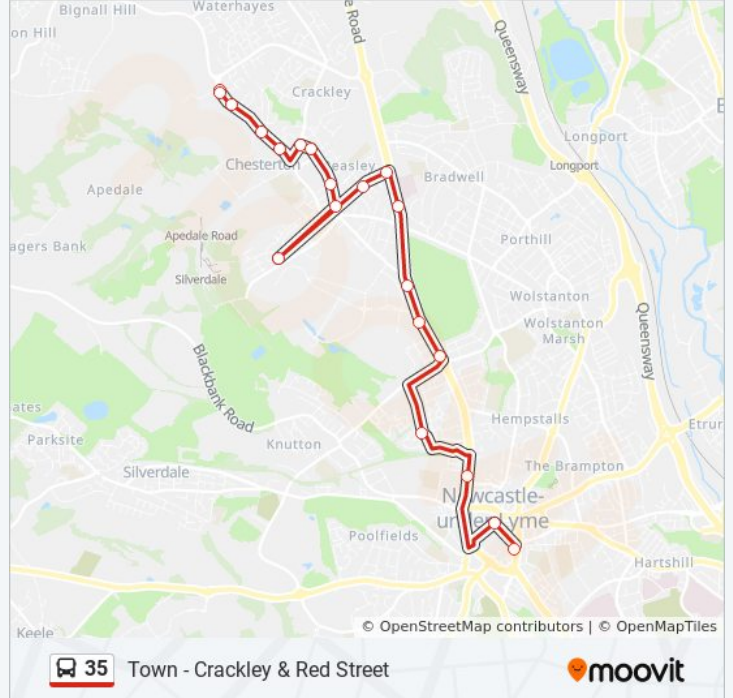 Bignall Hill
Waterhayes
on Hill
e Road
Queensway
Crackley
Longport
Chesterton
easley
Longport
Bradwell
Apedale
Apedale Road
Porthill
agers Bank
Silverdale
Wolstanton
Wolstanton
Marsh
Queensway
Blackbank Road
ates
Parksite
Hempstalls
Etrur
Knutton
Silverdale
The Brampton
Newcastle-
under-Lyme
Poolfields
Hartshill
Keele
© OpenStreetMap contributors | © OpenMapTiles
35 Town - Crackley & Red Street
moovit